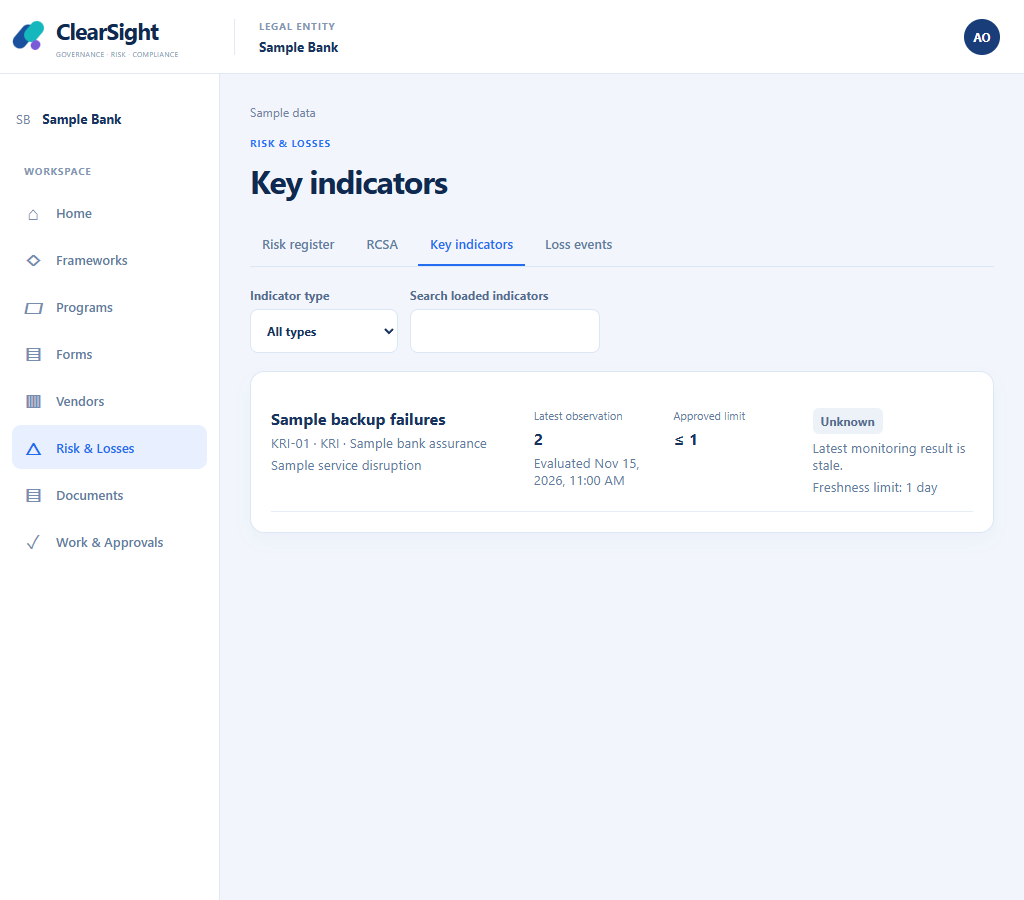 ClearSight
GOVERNANCE · RISK · COMPLIANCE
LEGAL ENTITY
Sample Bank
AO
SB Sample Bank
WORKSPACE
Home
Frameworks
Programs
Forms
Vendors
Risk & Losses
Documents
Work & Approvals
Sample data
RISK & LOSSES
Key indicators
Risk register RCSA Key indicators Loss events
Indicator type
All types
Search loaded indicators
Sample backup failures
KRI-01 · KRI · Sample bank assurance
Sample service disruption
Latest observation
2
Evaluated Nov 15,
2026, 11:00 AM
Approved limit
≤ 1
Unknown
Latest monitoring result is
stale.
Freshness limit: 1 day